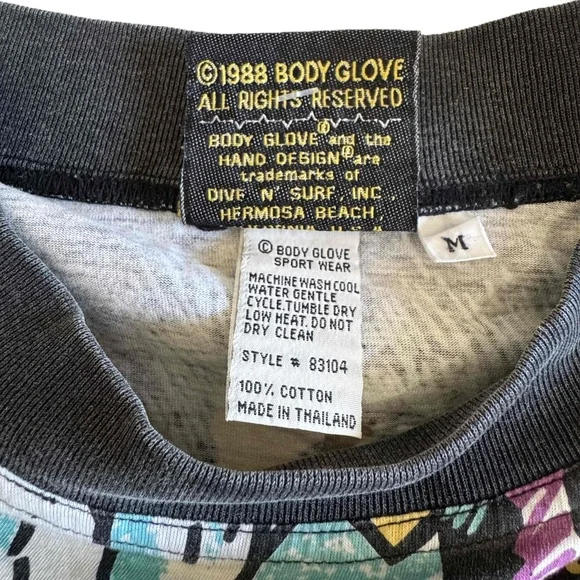 ©1988 BODY GLOVE
ALL RIGHTS RESERVED
BODY GLOVE® and the
HAND DESIGN® are
trademarks of
DIVE N' SURF INC,
HERMOSA BEACH,
U.S.A
M
© BODY GLOVE
SPORT WEAR
MACHINE WASH COOL
WATER GENTLE
CYCLE.TUMBLE DRY
LOW HEAT. DO NOT
DRY CLEAN
STYLE # 83104
100% COTTON
MADE IN THAILAND